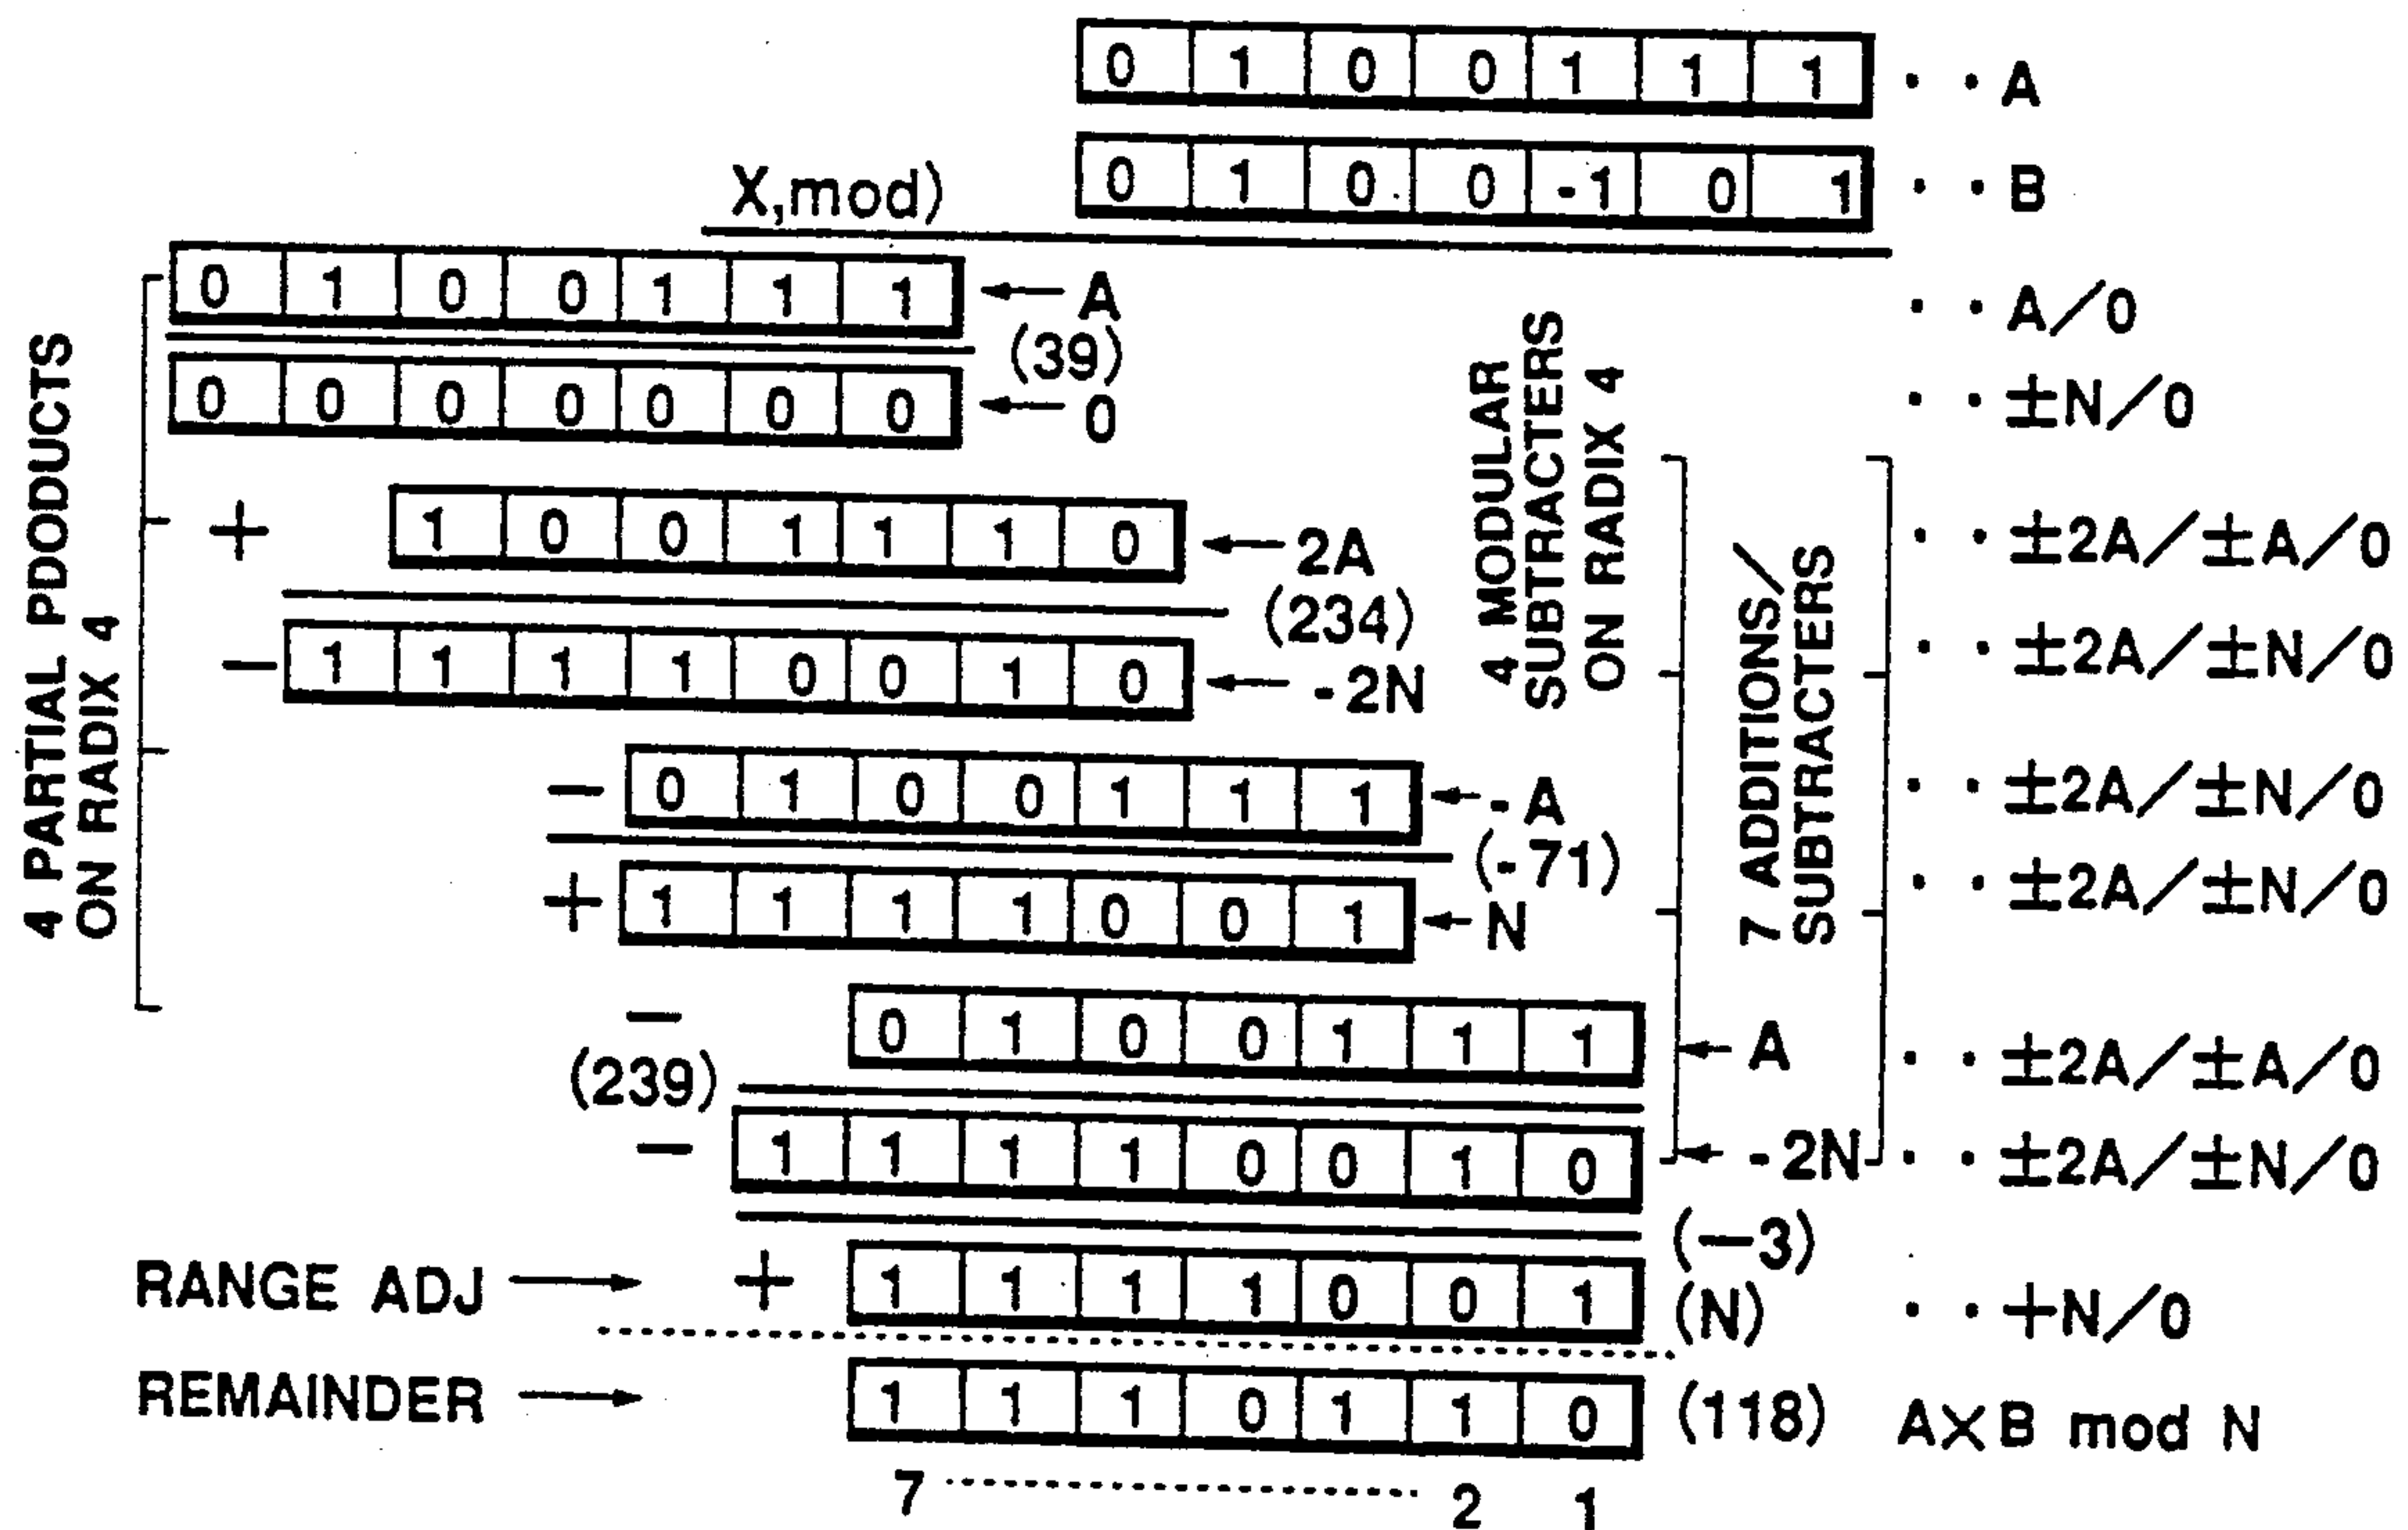 0 1 0 0 1 1 1 · · A
X,mod) 0 1 0 0 -1 0 1 · · B
0 1 0 0 1 1 1 ← A · · A/0
(39)
0 0 0 0 0 0 0 ← 0 · · ±N/0
+ 1 0 0 1 1 1 0 ← 2A · · ±2A/±A/0
(234)
− 1 1 1 1 0 0 1 0 ← -2N · · ±2A/±N/0
− 0 1 0 0 1 1 1 ← -A · · ±2A/±N/0
(-71)
+ 1 1 1 1 0 0 1 ← N · · ±2A/±N/0
− 0 1 0 0 1 1 1 ← A · · ±2A/±A/0
(239)
− 1 1 1 1 0 0 1 0 ← -2N · · ±2A/±N/0
(−3)
RANGE ADJ → + 1 1 1 1 0 0 1 (N) · · +N/0
REMAINDER → 1 1 1 0 1 1 0 (118) A×B mod N
7 2 1
4 PARTIAL PDODUCTS
ON RADIX 4
4 MODULAR
SUBTRACTERS
ON RADIX 4
7 ADDITIONS/
SUBTRACTERS